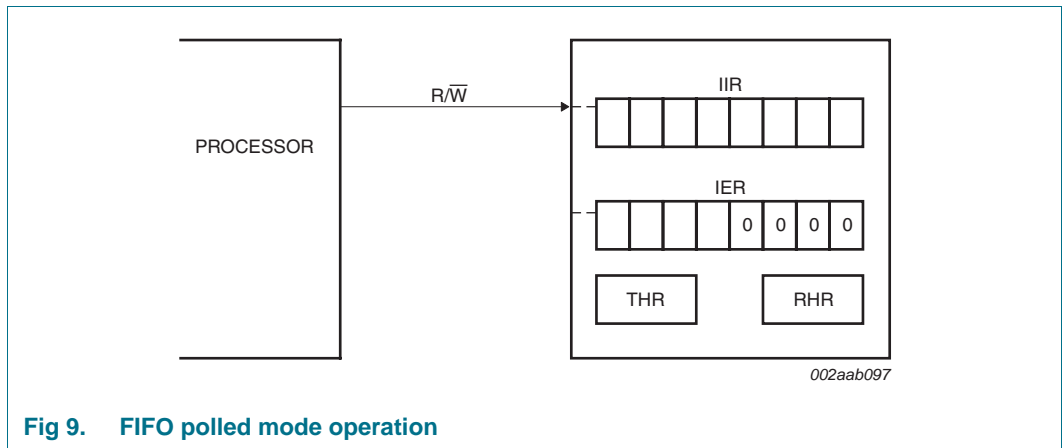 IIR
R/W̅
PROCESSOR
IER
0 0 0 0
THR RHR
002aab097
Fig 9. FIFO polled mode operation